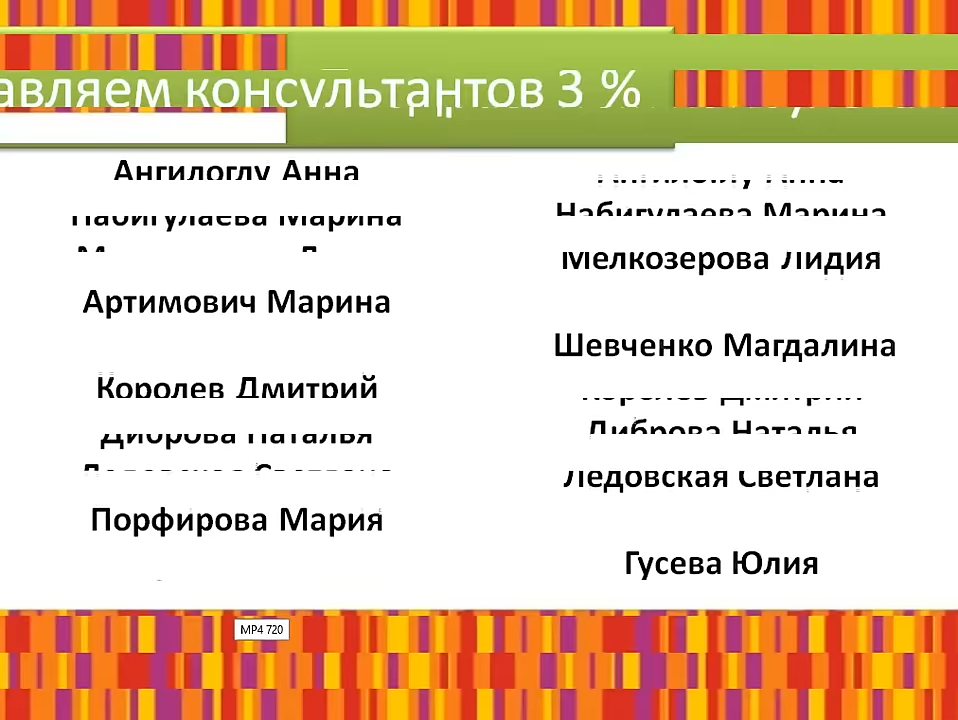 авляем консультантов 3 %
Ангилоглу Анна
Набигулаева Марина
Артимович Марина
Королев Дмитрий
Диброва Наталья
Порфирова Мария
Набигулаева Марина
Мелкозерова Лидия
Шевченко Магдалина
Диброва Наталья
Ледовская Светлана
Гусева Юлия
MP4 720